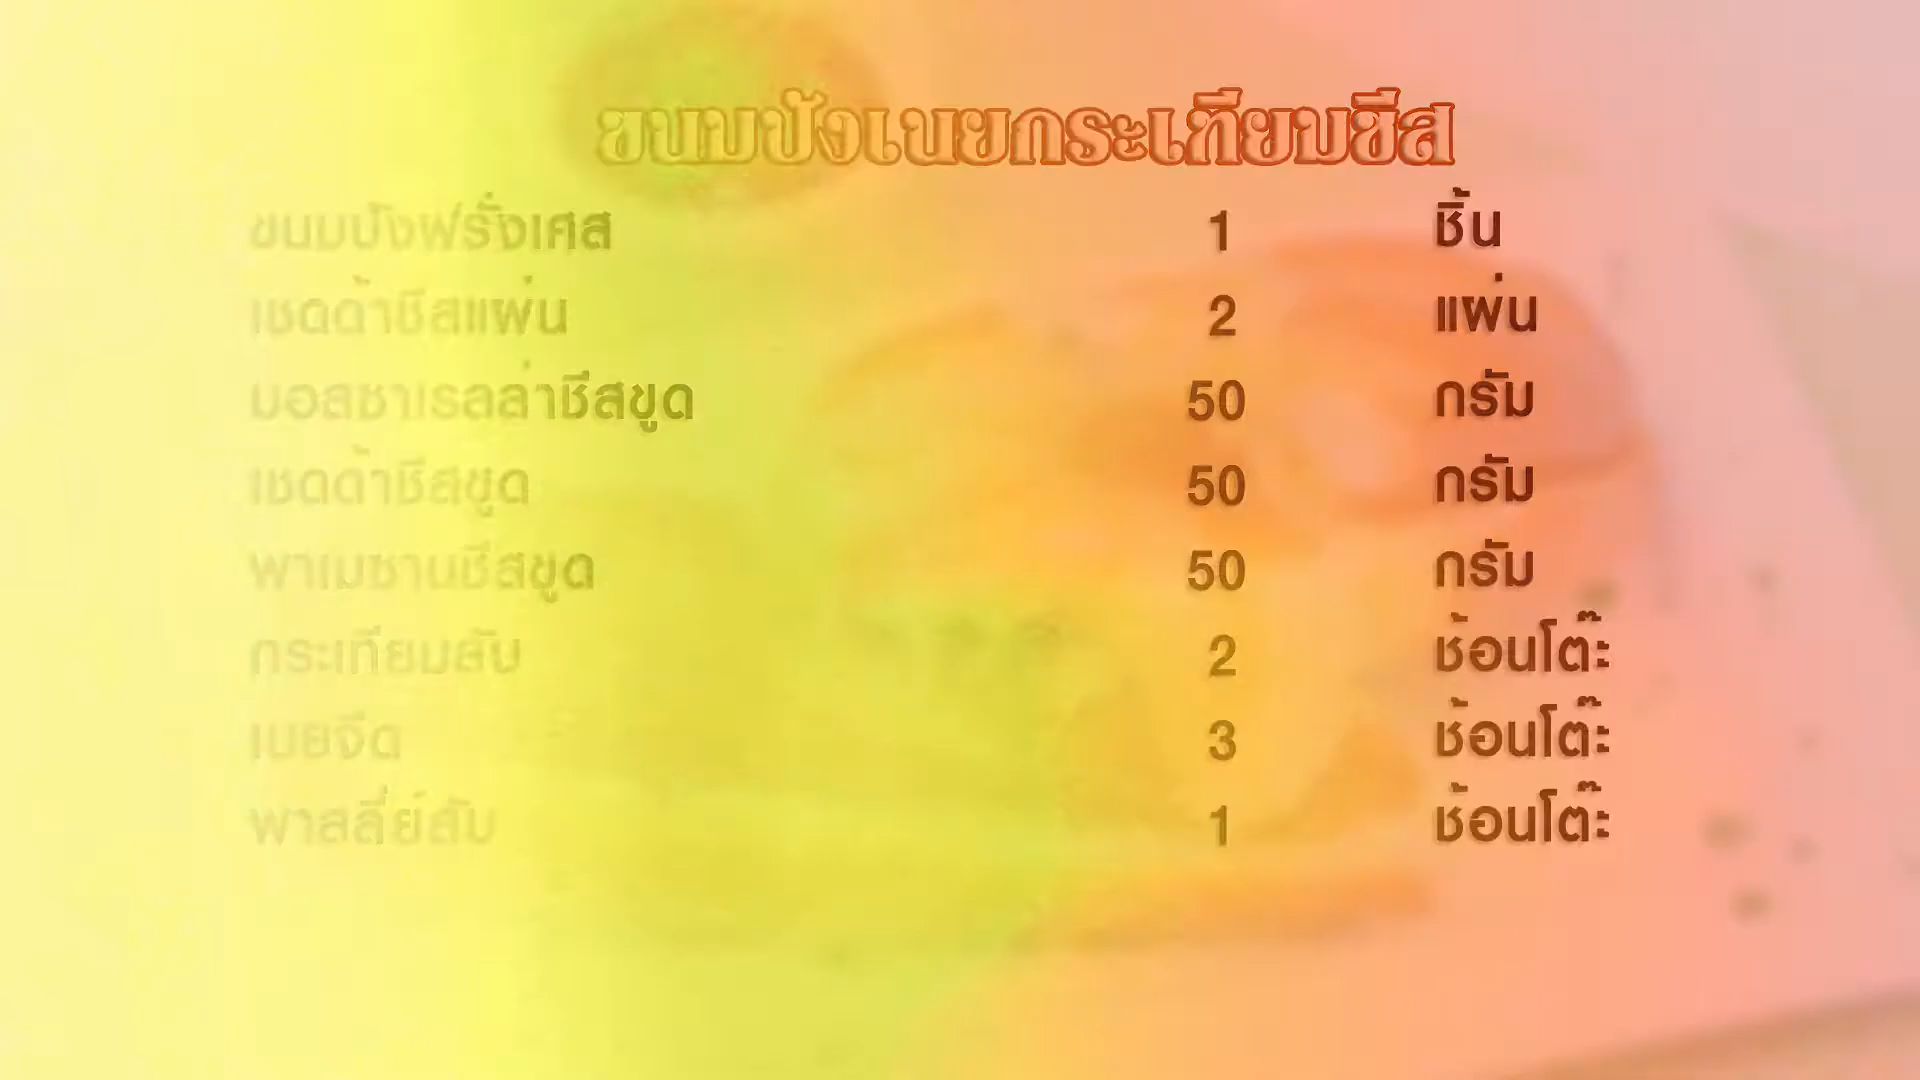 ขนมปังเนยกระเทียมชีส
ขนมปังฝรั่งเศส 1 ชิ้น
เชดด้าชีสแผ่น 2 แผ่น
มอสซาเรลล่าชีสขูด 50 กรัม
เชดด้าชีสขูด 50 กรัม
พาเมซานชีสขูด 50 กรัม
กระเทียมสับ 2 ช้อนโต๊ะ
เนยจืด 3 ช้อนโต๊ะ
พาสลี่ย์สับ 1 ช้อนโต๊ะ